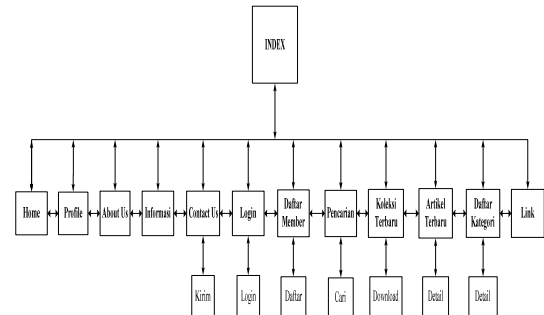 INDEX
Home
Profile
About Us
Informasi
Contact Us
Login
Daftar
Member
Pencarian
Koleksi
Terbaru
Artikel
Terbaru
Daftar
Kategori
Link
Kirim
Login
Daftar
Cari
Download
Detail
Detail